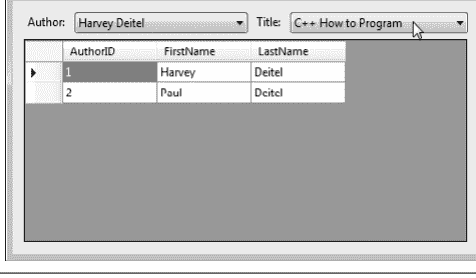 Author: Harvey Deitel Title: C++ How to Program
AuthorID FirstName LastName
1 Harvey Deitel
2 Paul Deitel